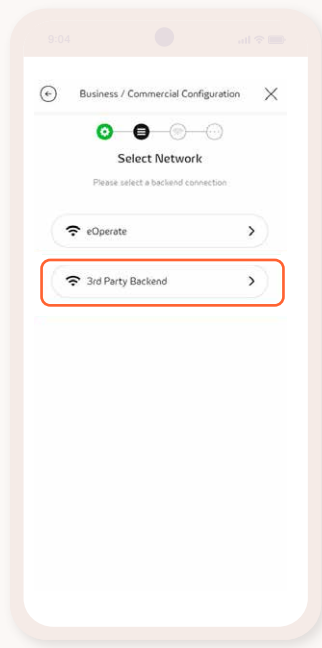 9:04
Business / Commercial Configuration
Select Network
Please select a backend connection
eOperate
3rd Party Backend